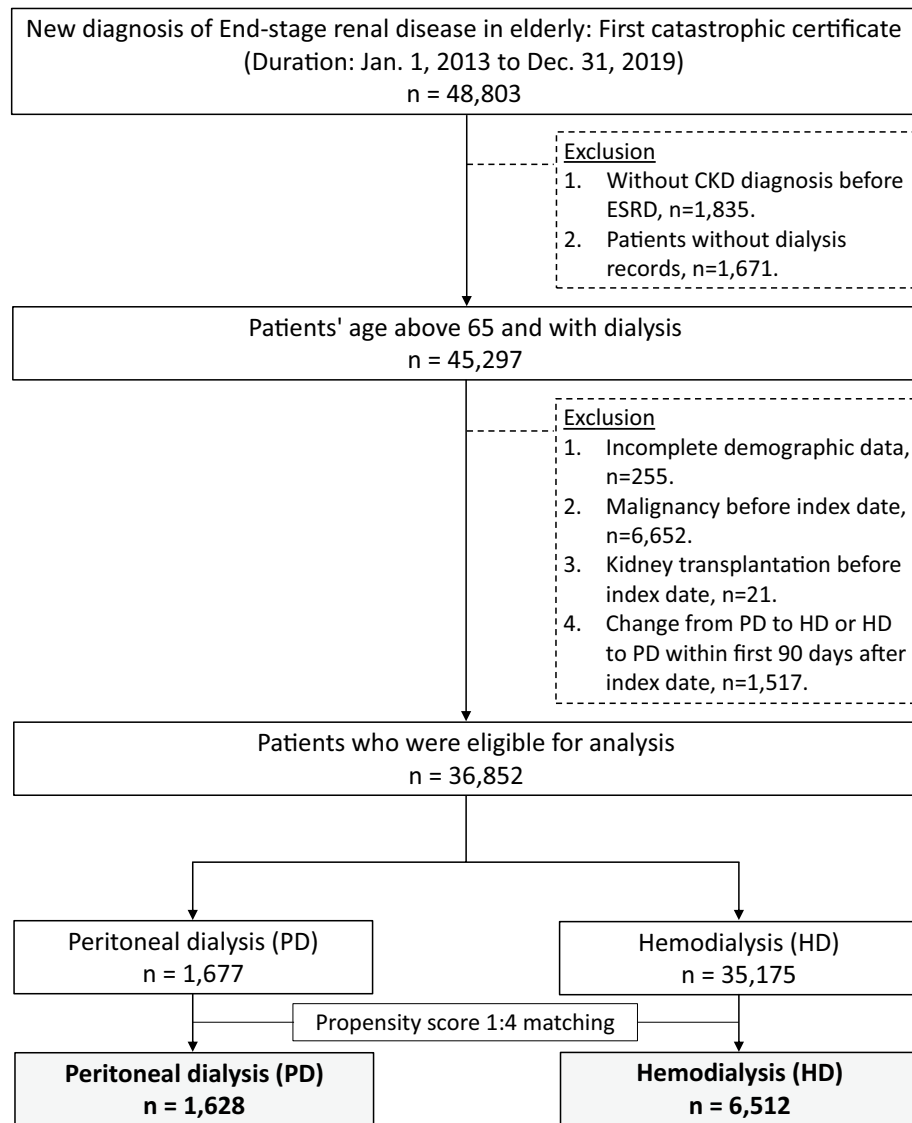 New diagnosis of End-stage renal disease in elderly: First catastrophic certificate
(Duration: Jan. 1, 2013 to Dec. 31, 2019)
n = 48,803
Exclusion
1. Without CKD diagnosis before
ESRD, n=1,835.
2. Patients without dialysis
records, n=1,671.
Patients' age above 65 and with dialysis
n = 45,297
Exclusion
1. Incomplete demographic data,
n=255.
2. Malignancy before index date,
n=6,652.
3. Kidney transplantation before
index date, n=21.
4. Change from PD to HD or HD
to PD within first 90 days after
index date, n=1,517.
Patients who were eligible for analysis
n = 36,852
Peritoneal dialysis (PD)
n = 1,677
Hemodialysis (HD)
n = 35,175
Propensity score 1:4 matching
Peritoneal dialysis (PD)
n = 1,628
Hemodialysis (HD)
n = 6,512